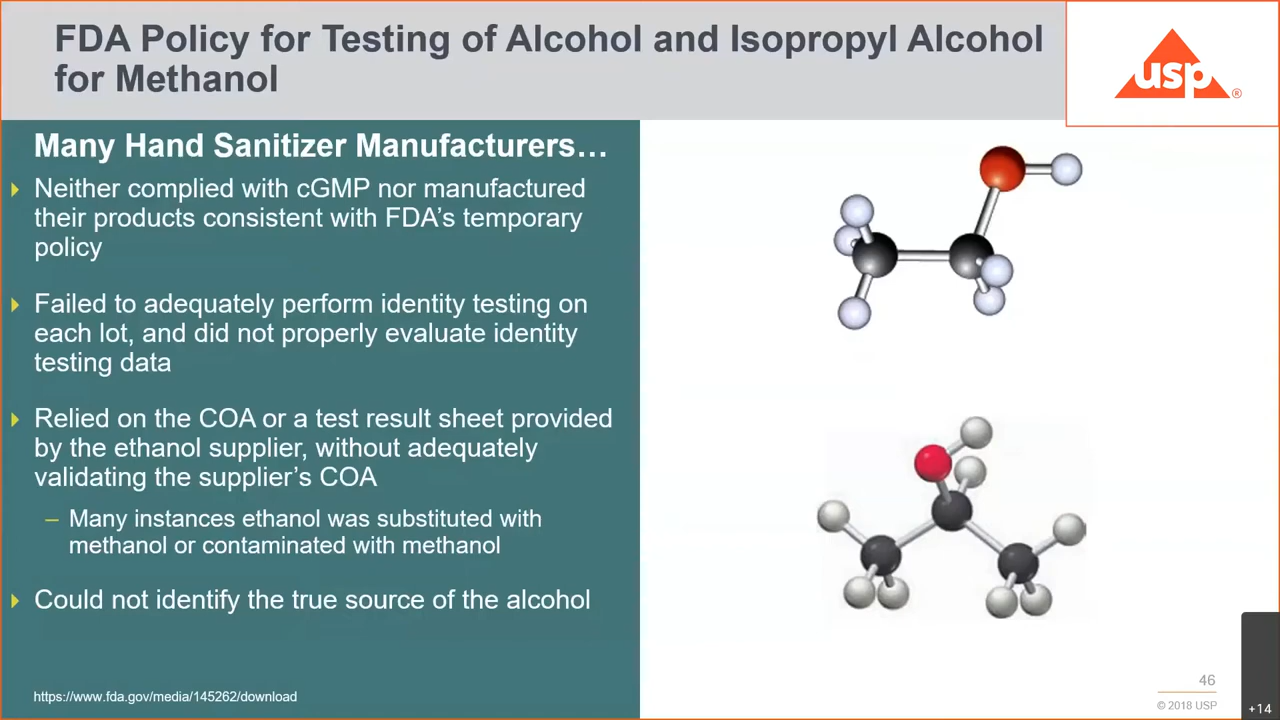 FDA Policy for Testing of Alcohol and Isopropyl Alcohol
for Methanol
usp®
Many Hand Sanitizer Manufacturers…
Neither complied with cGMP nor manufactured
their products consistent with FDA’s temporary
policy
Failed to adequately perform identity testing on
each lot, and did not properly evaluate identity
testing data
Relied on the COA or a test result sheet provided
by the ethanol supplier, without adequately
validating the supplier’s COA
– Many instances ethanol was substituted with
methanol or contaminated with methanol
Could not identify the true source of the alcohol
https://www.fda.gov/media/145262/download
46
© 2018 USP
+14